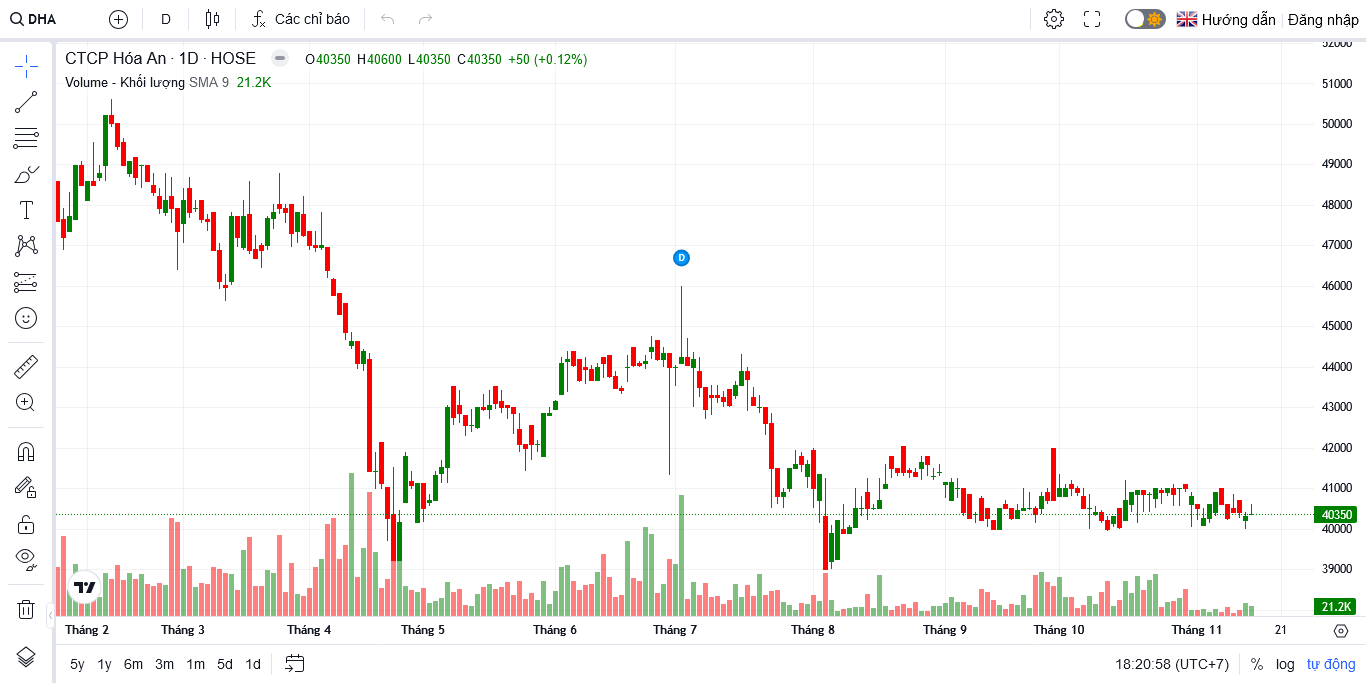 DHA D Các chỉ báo Hướng dẫn Đăng nhập
CTCP Hóa An · 1D · HOSE O40350 H40600 L40350 C40350 +50 (+0.12%)
Volume - Khối lượng SMA 9 21.2K
52000
51000
50000
49000
48000
47000
46000
D
45000
44000
43000
42000
41000
40350
40000
39000
21.2K
Tháng 2 Tháng 3 Tháng 4 Tháng 5 Tháng 6 Tháng 7 Tháng 8 Tháng 9 Tháng 10 Tháng 11 21
5y 1y 6m 3m 1m 5d 1d 18:20:58 (UTC+7) % log tự động